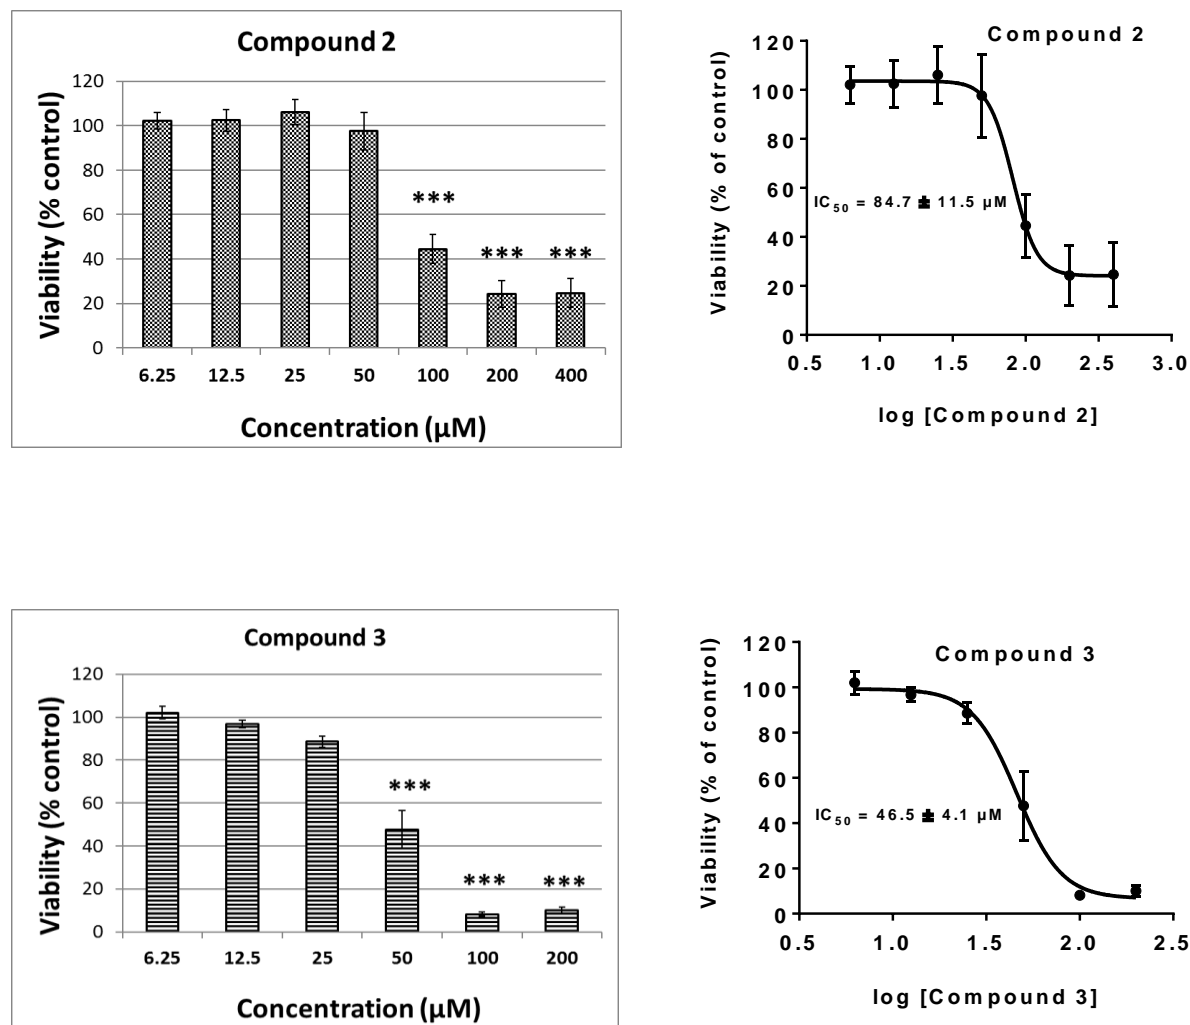 Compound 2
120
100
80
60
40
20
0
Viability (% control)
***
***
***
6.25 12.5 25 50 100 200 400
Concentration (µM)
Compound 2
120
100
80
60
40
20
0
Viability (% of control)
IC50 = 84.7 ± 11.5 µM
0.5 1.0 1.5 2.0 2.5 3.0
log [Compound 2]
Compound 3
120
100
80
60
40
20
0
Viability (% control)
***
***
***
6.25 12.5 25 50 100 200
Concentration (µM)
Compound 3
120
100
80
60
40
20
0
Viability (% of control)
IC50 = 46.5 ± 4.1 µM
0.5 1.0 1.5 2.0 2.5
log [Compound 3]